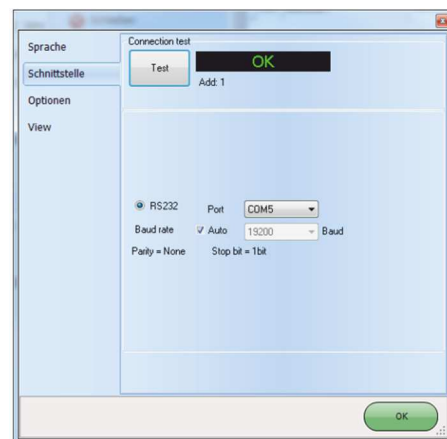 Sprache
Schnittstelle
Optionen
View
Connection test
Test
OK
Add: 1
RS232
Port
COM5
Baud rate
Auto
19200
Baud
Parity = None
Stop bit = 1bit
OK